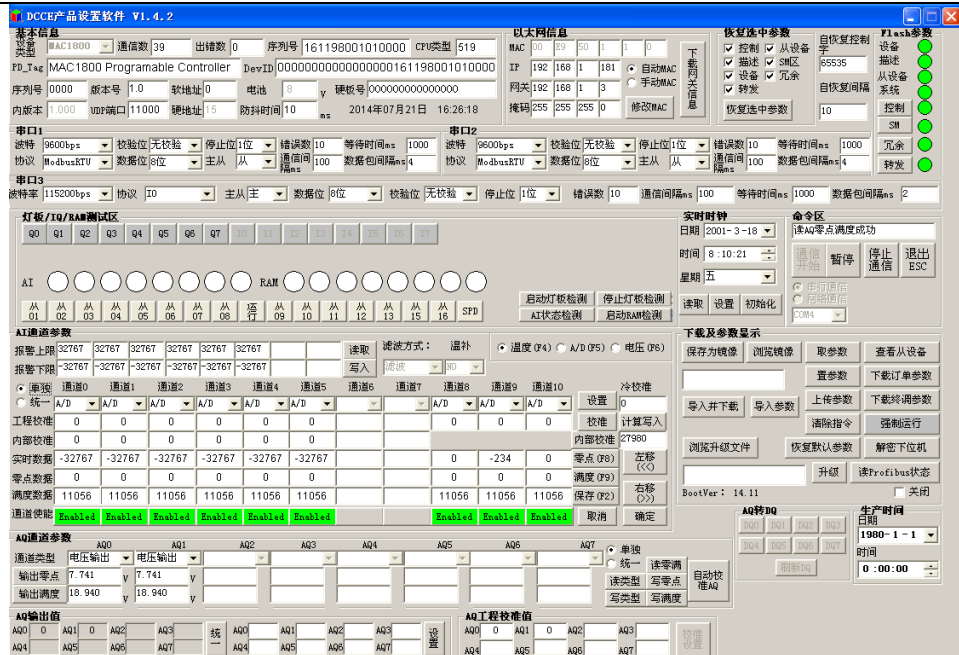 DCCE产品设置软件 V1.4.2
基本信息
设备类型 MAC1800 通信数 39 出错数 0 序列号 1611198001010000 CPU类型 519
PD_Tag MAC1800 Programable Controller DevID 00000000000000001611198001010000
序列号 0000 版本号 1.0 软地址 0 电池 8 V 硬板号 00000000000000
内版本 1.000 UDP端口 11000 硬地址 15 防抖时间 10 ms 2014年07月21日 16:26:18
以太网信息
MAC 00 E9 50 1 1 0
IP 192 168 1 181 自动MAC
网关 192 168 1 3 手动MAC
掩码 255 255 255 0 修改MAC
下载网关信息
恢复选中参数
控制 从设备
描述 SM区
设备 冗余
转发
恢复选中参数
自恢复控制字
65535
自恢复间隔
10
Flash参数
设备
描述
从设备
系统
控制
SM
冗余
转发
串口1
波特 9600bps 校验位 无校验 停止位 1位 错误数 10 等待时间ms 1000
协议 ModbusRTU 数据位 8位 主从 从 通信间隔ms 100 数据包间隔ms 4
串口2
波特 9600bps 校验位 无校验 停止位 1位 错误数 10 等待时间ms 1000
协议 ModbusRTU 数据位 8位 主从 从 通信间隔ms 100 数据包间隔ms 4
串口3
波特率 115200bps 协议 IO 主从 主 数据位 8位 校验位 无校验 停止位 1位 错误数 10 通信间隔ms 100 等待时间ms 1000 数据包间隔ms 2
灯板/IQ/RAM测试区
Q0 Q1 Q2 Q3 Q4 Q5 Q6 Q7 I0 I1 I2 I3 I4 I5 I6 I7
AI RAM
从01 从02 从03 从04 从05 从06 从07 从08 运行 从09 从10 从11 从12 从13 从15 从16 SPD
启动灯板检测 停止灯板检测
AI状态检测 启动RAM检测
实时时钟
日期 2001- 3-18
时间 8:10:21
星期 五
读取 设置 初始化
命令区
读AQ零点满度成功
通信开始 暂停 停止通信 退出ESC
串行通信
网络通信
COM4
AI通道参数
报警上限 32767 32767 32767 32767 32767 32767 读取 滤波方式: 温补 温度(F4) A/D(F5) 电压(F6)
报警下限 -32767 -32767 -32767 -32767 -32767 -32767 写入 滤波 NO
单独 通道0 通道1 通道2 通道3 通道4 通道5 通道6 通道7 通道8 通道9 通道10 冷校准
统一 A/D A/D A/D A/D A/D A/D A/D A/D A/D 设置 0
工程校准 0 0 0 0 0 0 0 0 0 校准 计算写入
内部校准 0 0 0 0 0 0 内部校准 27980
实时数据 -32767 -32767 -32767 -32767 -32767 -32767 0 -234 0 零点(F8) 左移(<<)
零点数据 0 0 0 0 0 0 0 0 0 满度(F9)
满度数据 11056 11056 11056 11056 11056 11056 11056 11056 11056 保存(F2) 右移(>>)
通道使能 Enabled Enabled Enabled Enabled Enabled Enabled Enabled Enabled Enabled 取消 确定
下载及参数显示
保存为镜像 浏览镜像 取参数 查看从设备
置参数 下载订单参数
导入并下载 导入参数 上传参数 下载终调参数
清除指令 强制运行
浏览升级文件 恢复默认参数 解密下位机
升级 读Profibus状态
BootVer: 14.11 关闭
AQ通道参数
AQ0 AQ1 AQ2 AQ3 AQ4 AQ5 AQ6 AQ7
通道类型 电压输出 电压输出
输出零点 7.741 V 7.741 V
输出满度 18.940 V 18.940 V
单独
统一 读零满
读类型 写零点
写类型 写满度
自动校准AQ
AQ转DQ
DQ0 DQ1 DQ2 DQ3
DQ4 DQ5 DQ6 DQ7
刷新DQ
生产时间
日期
1980- 1- 1
时间
0:00:00
AQ输出值
AQ0 0 AQ1 0 AQ2 AQ3 统一 AQ0 AQ1 AQ2 AQ3 设置
AQ4 AQ5 AQ6 AQ7 AQ4 AQ5 AQ6 AQ7
AQ工程校准值
AQ0 0 AQ1 0 AQ2 AQ3 校准设置
AQ4 AQ5 AQ6 AQ7